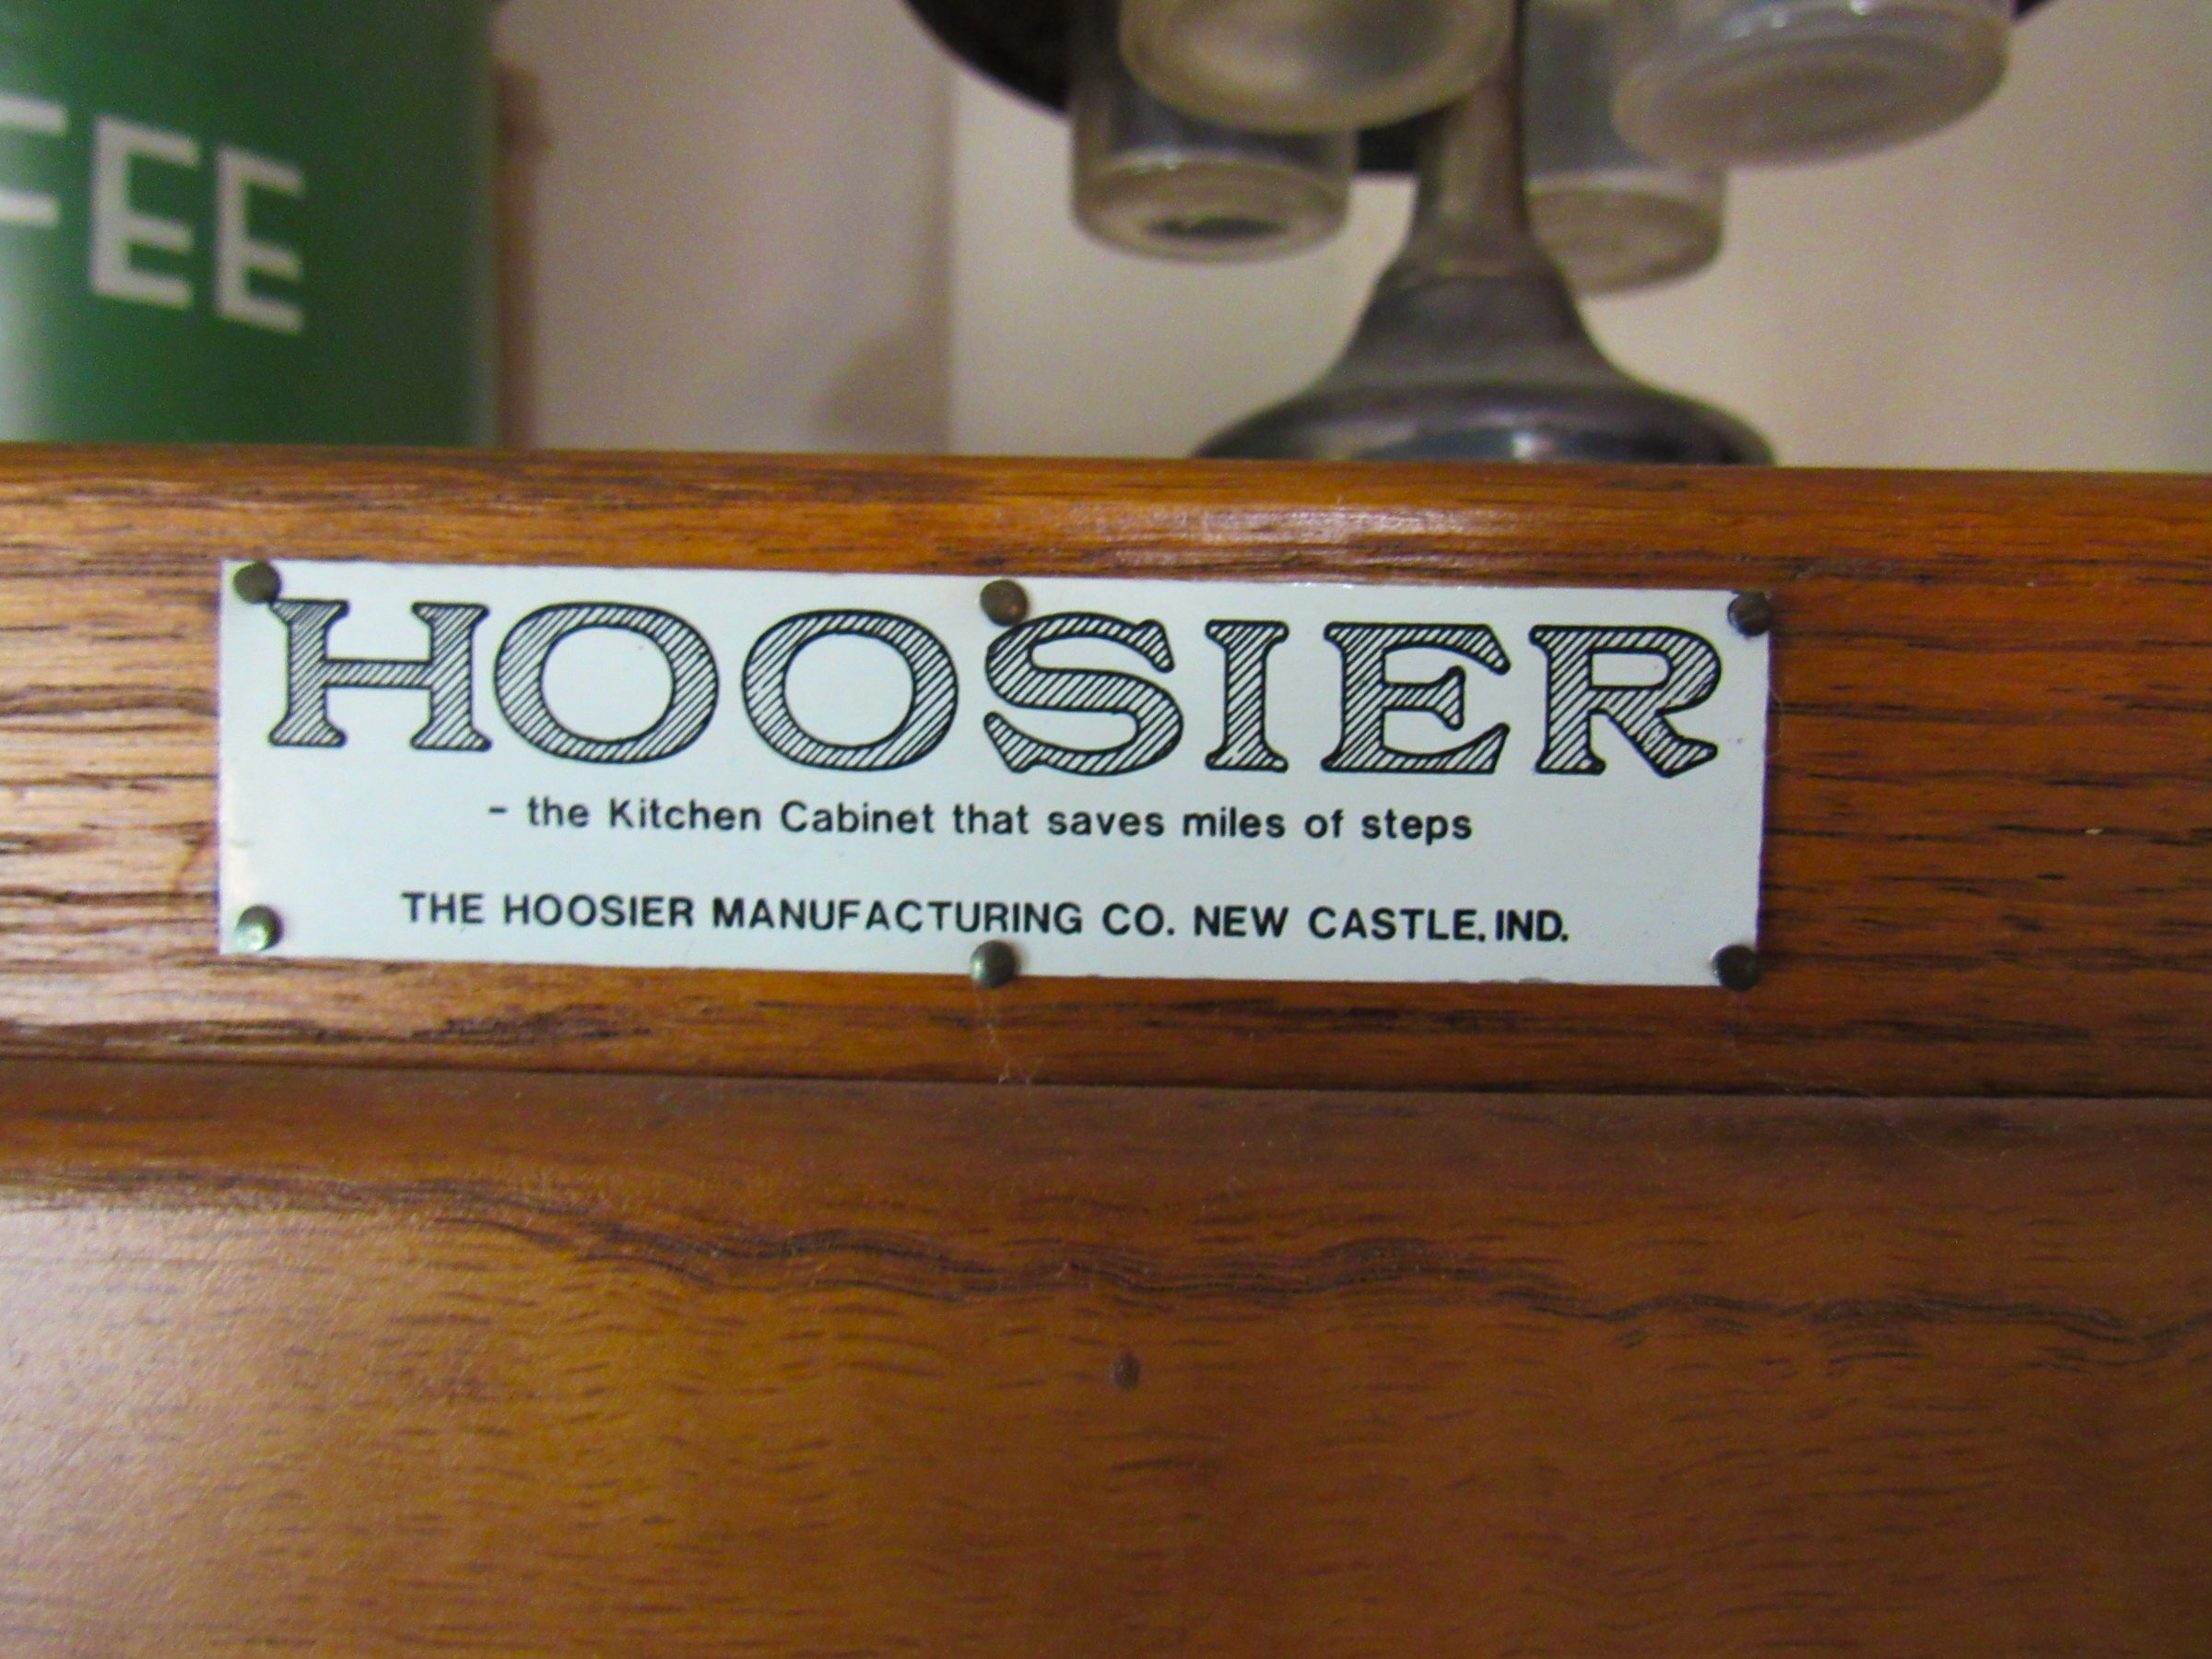 FEE
HOOSIER
- the Kitchen Cabinet that saves miles of steps
THE HOOSIER MANUFACTURING CO. NEW CASTLE. IND.